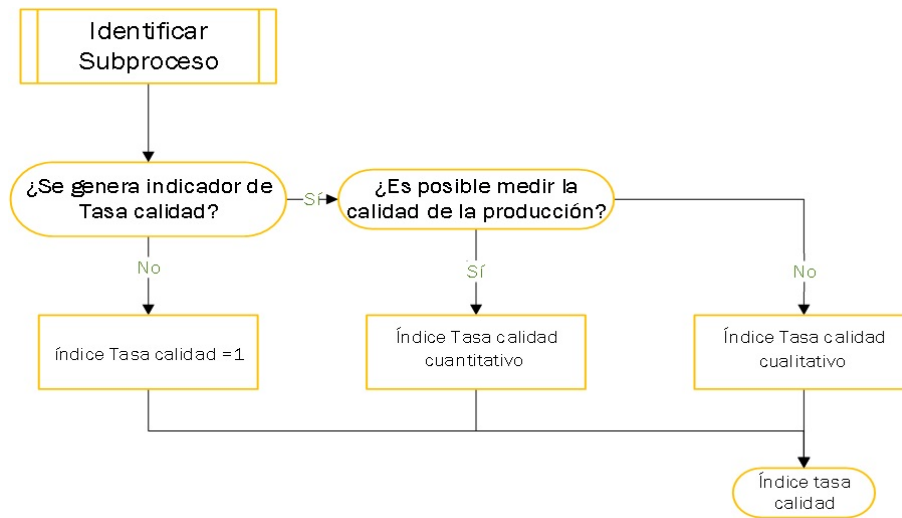 Identificar
Subproceso
¿Se genera indicador de
Tasa calidad?
Sí
¿Es posible medir la
calidad de la producción?
No
Sí
No
índice Tasa calidad =1
Índice Tasa calidad
cuantitativo
Índice Tasa calidad
cualitativo
Índice tasa
calidad